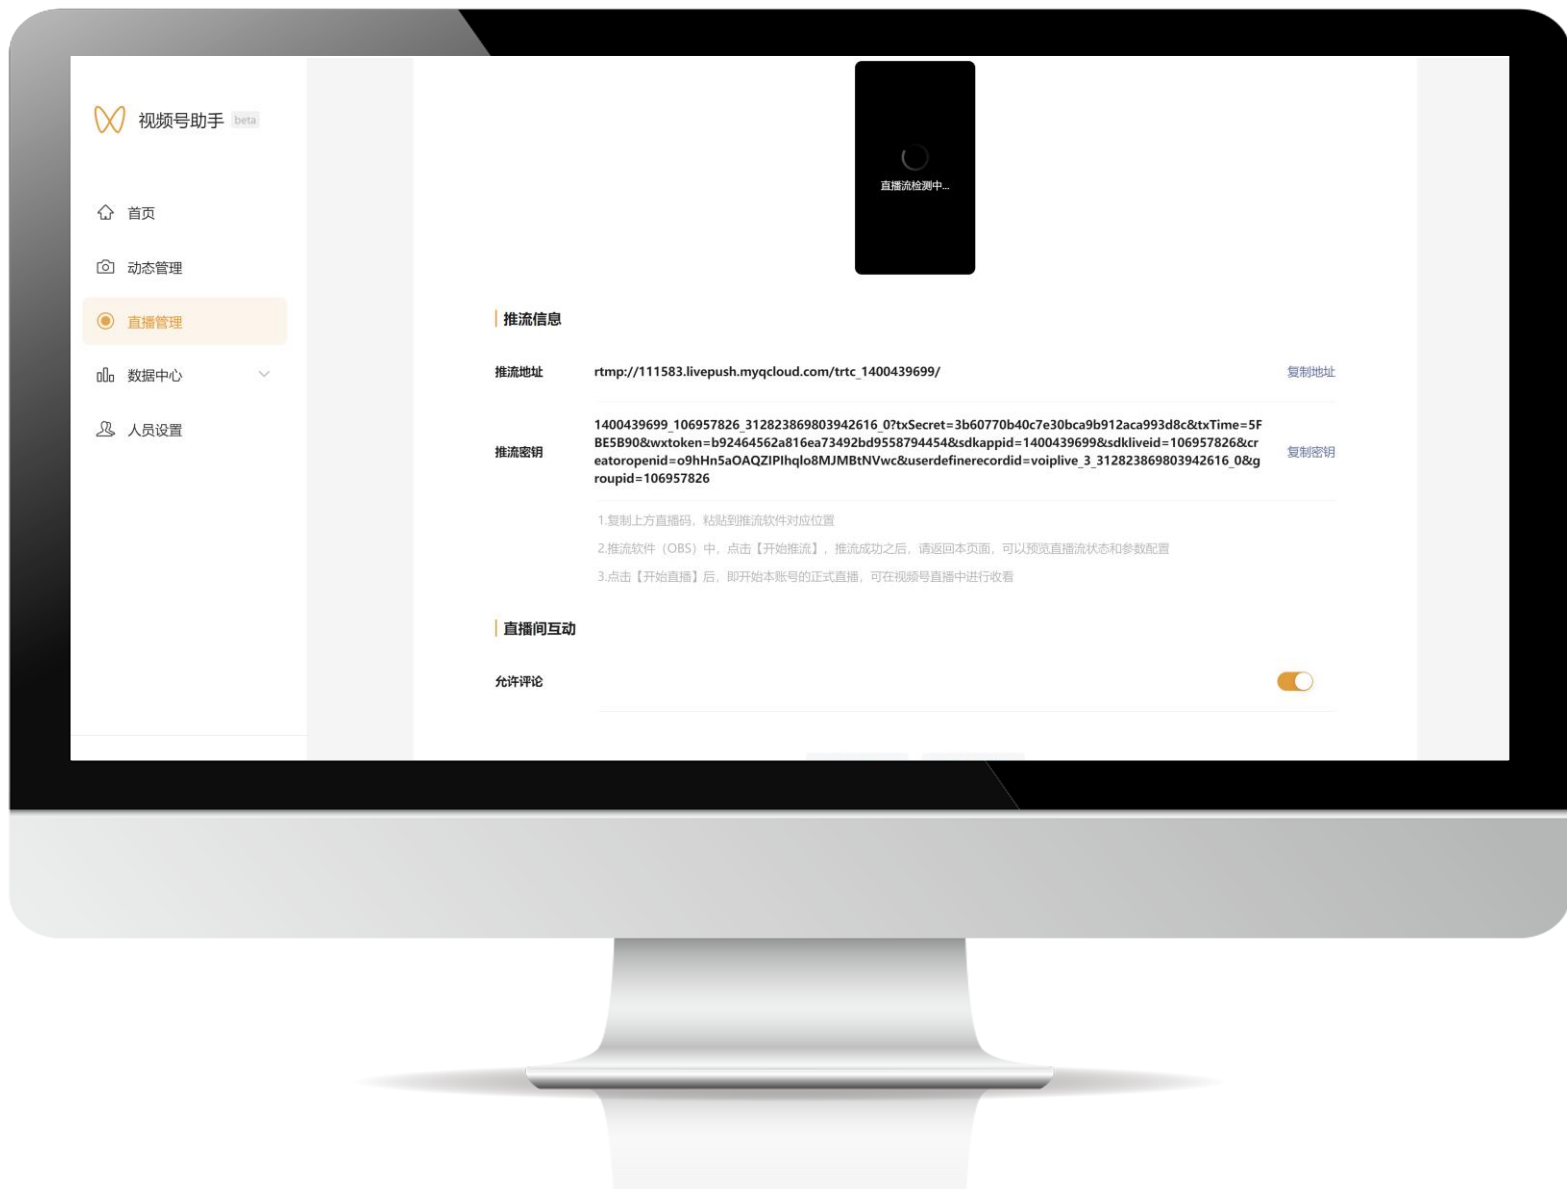 视频号助手 beta
首页
动态管理
直播管理
数据中心
人员设置
直播流检测中...
推流信息
推流地址 rtmp://111583.livepush.myqcloud.com/trtc_1400439699/ 复制地址
推流密钥
1400439699_106957826_312823869803942616_0?txSecret=3b60770b40c7e30bca9b912aca993d8c&txTime=5F
BE5B90&wxtoken=b92464562a816ea73492bd9558794454&sdkappid=1400439699&sdkliveid=106957826&cr
eatoropenid=o9hHn5aOAQZIPIhqlo8MJMBtNVwc&userdefinerecordid=voiplive_3_312823869803942616_0&g
roupid=106957826
复制密钥
1.复制上方直播码，粘贴到推流软件对应位置
2.推流软件（OBS）中，点击【开始推流】，推流成功之后，请返回本页面，可以预览直播流状态和参数配置
3.点击【开始直播】后，即开始本账号的正式直播，可在视频号直播中进行收看
直播间互动
允许评论